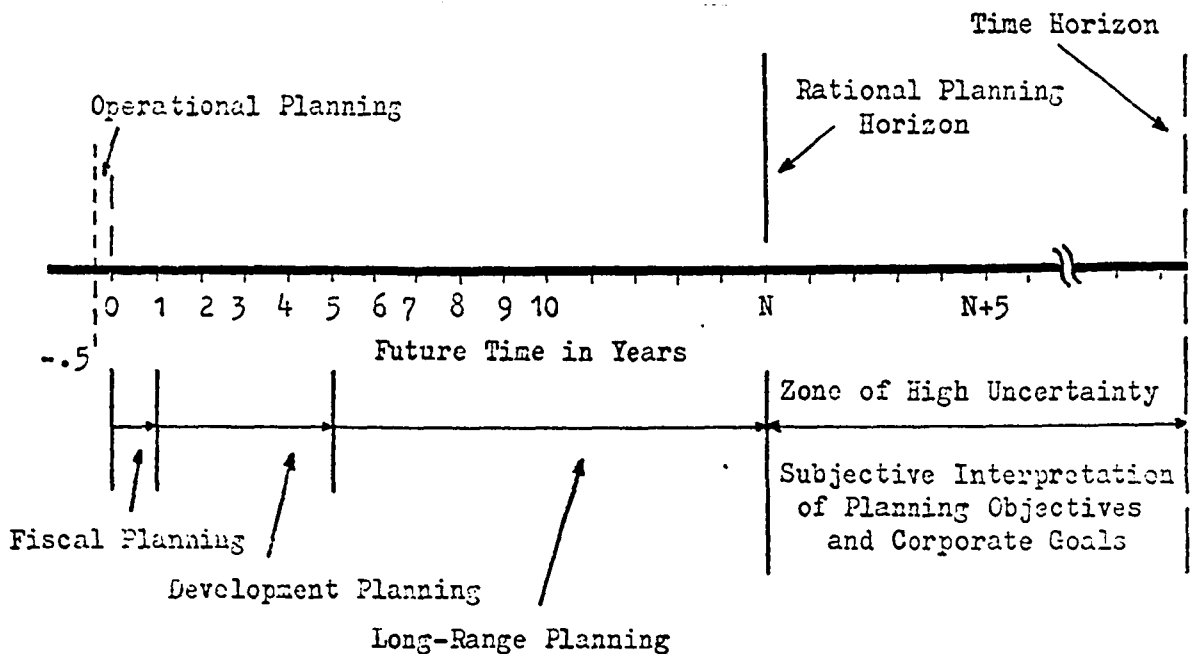 Time Horizon
Operational Planning
Rational Planning
Horizon
0 1 2 3 4 5 6 7 8 9 10 N N+5
-.5
Future Time in Years
Zone of High Uncertainty
Subjective Interpretation
of Planning Objectives
and Corporate Goals
Fiscal Planning
Development Planning
Long-Range Planning